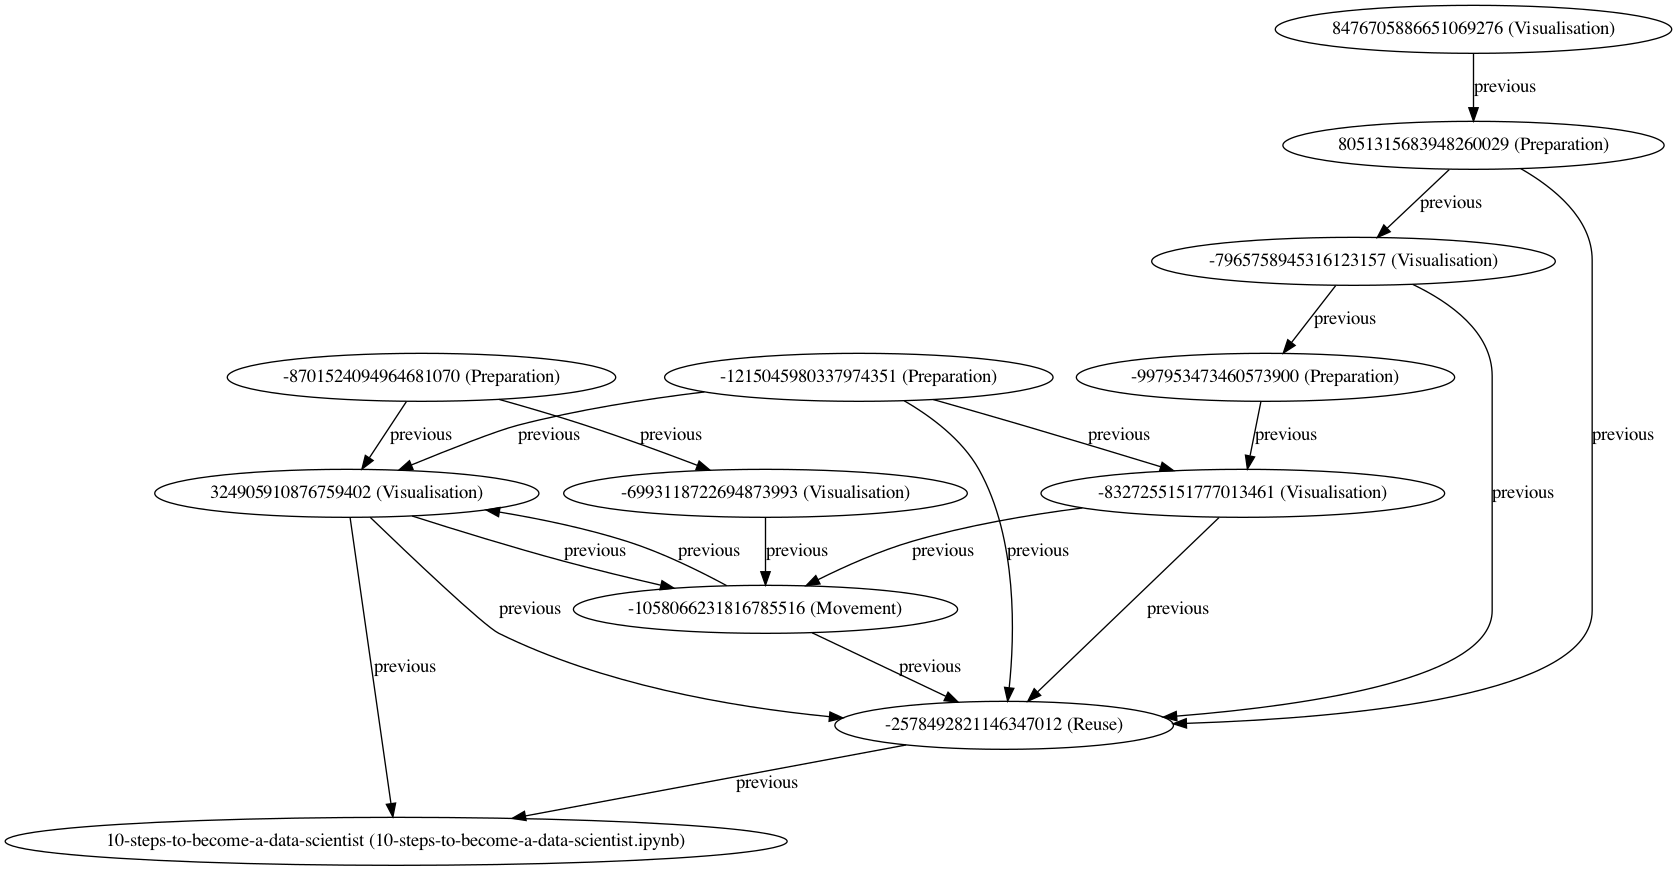 8476705886651069276 (Visualisation)
previous
8051315683948260029 (Preparation)
previous
-7965758945316123157 (Visualisation)
previous
-8701524094964681070 (Preparation)
-1215045980337974351 (Preparation)
-997953473460573900 (Preparation)
previous
previous
previous
previous
previous
previous
324905910876759402 (Visualisation)
-6993118722694873993 (Visualisation)
-8327255151777013461 (Visualisation)
previous
previous
previous
previous
previous
previous
previous
-1058066231816785516 (Movement)
previous
previous
previous
previous
-2578492821146347012 (Reuse)
previous
10-steps-to-become-a-data-scientist (10-steps-to-become-a-data-scientist.ipynb)